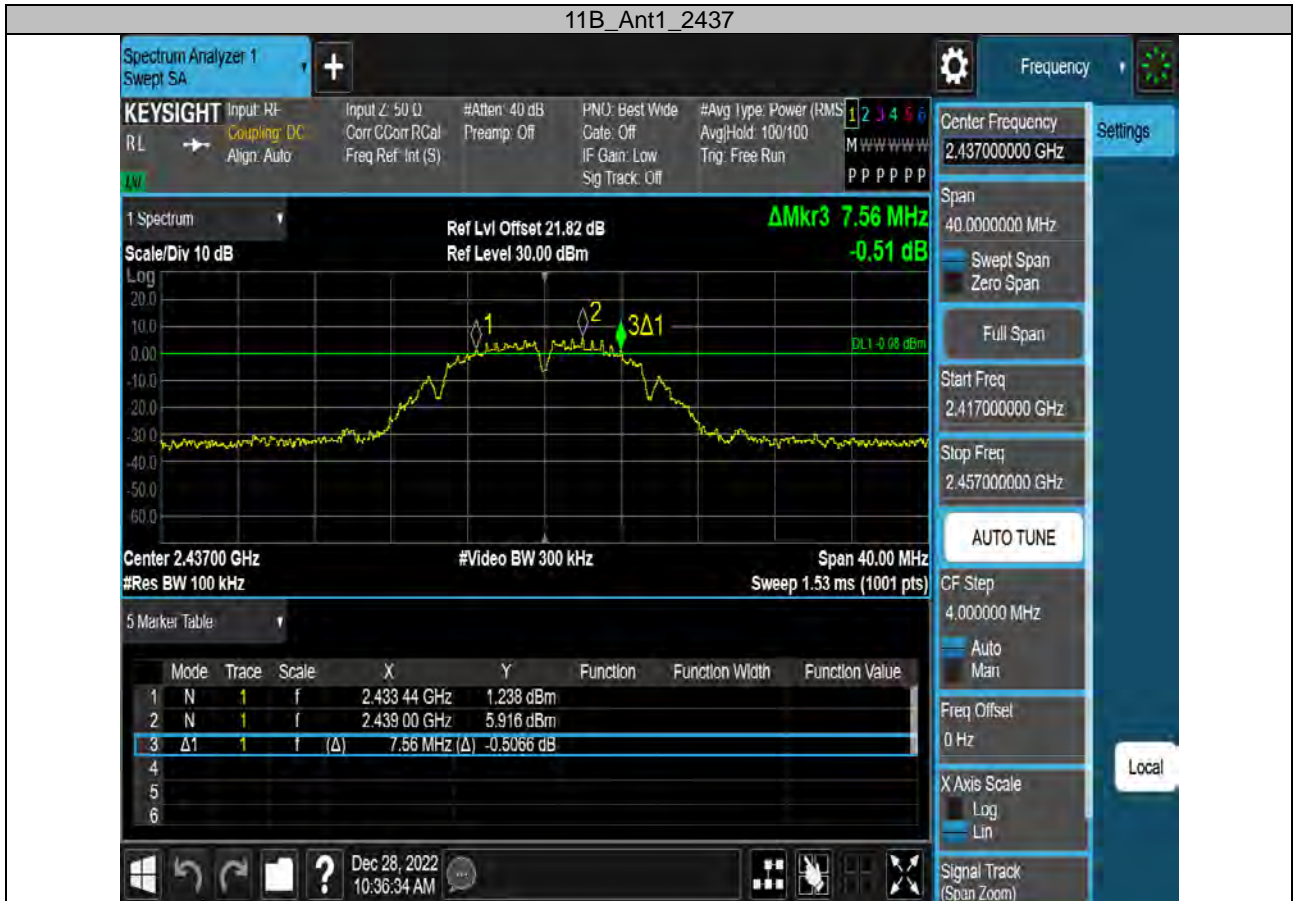 11B_Ant1_2437
Spectrum Analyzer 1
Swept SA
+
Frequency
KEYSIGHT
RL
Input: RF
Coupling: DC
Align: Auto
Input Z: 50 Ω
Corr CCorr RCal
Freq Ref: Int (S)
#Atten: 40 dB
Preamp: Off
PNO: Best Wide
Gate: Off
IF Gain: Low
Sig Track: Off
#Avg Type: Power (RMS
Avg|Hold: 100/100
Trig: Free Run
1 2 3 4 5 6
M W W W W W
P P P P P P
Center Frequency
2.437000000 GHz
Settings
Span
40.0000000 MHz
Swept Span
Zero Span
Full Span
Start Freq
2.417000000 GHz
Stop Freq
2.457000000 GHz
AUTO TUNE
CF Step
4.000000 MHz
Auto
Man
Freq Offset
0 Hz
X Axis Scale
Log
Lin
Signal Track
(Span Zoom)
Local
1 Spectrum
Scale/Div 10 dB
Ref Lvl Offset 21.82 dB
Ref Level 30.00 dBm
ΔMkr3 7.56 MHz
-0.51 dB
Log
20.0
10.0
0.00
-10.0
-20.0
-30.0
-40.0
-50.0
-60.0
1
2
3Δ1
DL1 -0.08 dBm
Center 2.43700 GHz
#Res BW 100 kHz
#Video BW 300 kHz
Span 40.00 MHz
Sweep 1.53 ms (1001 pts)
5 Marker Table
Mode Trace Scale X Y Function Function Width Function Value
1 N 1 f 2.433 44 GHz 1.238 dBm
2 N 1 f 2.439 00 GHz 5.916 dBm
3 Δ1 1 f (Δ) 7.56 MHz (Δ) -0.5066 dB
4
5
6
?
Dec 28, 2022
10:36:34 AM